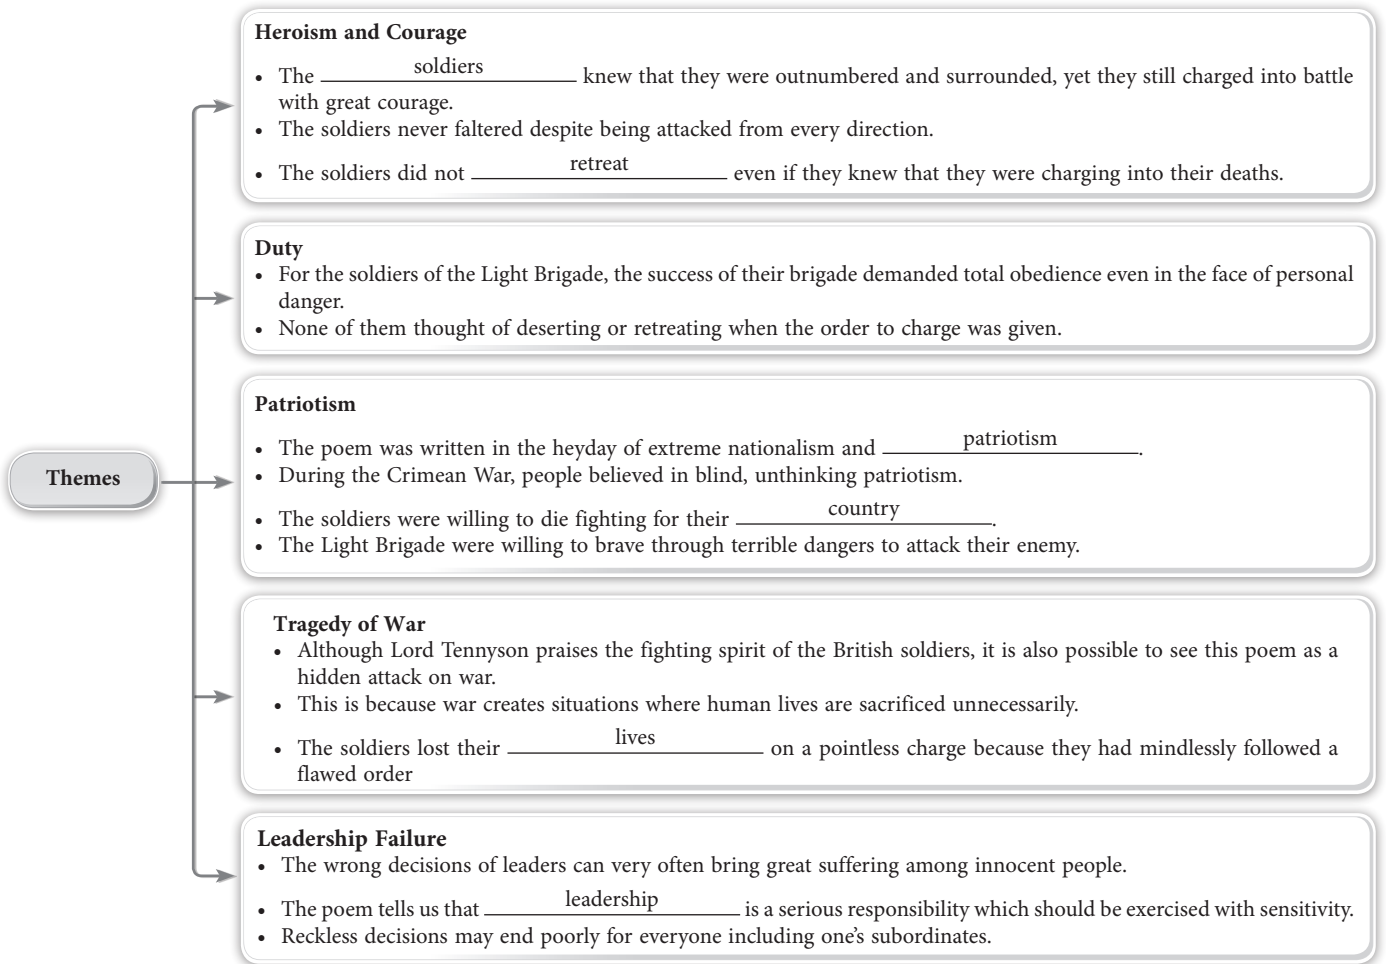 Heroism and Courage
• The soldiers knew that they were outnumbered and surrounded, yet they still charged into battle
with great courage.
• The soldiers never faltered despite being attacked from every direction.
• The soldiers did not retreat even if they knew that they were charging into their deaths.
Duty
• For the soldiers of the Light Brigade, the success of their brigade demanded total obedience even in the face of personal
danger.
• None of them thought of deserting or retreating when the order to charge was given.
Patriotism
• The poem was written in the heyday of extreme nationalism and patriotism.
• During the Crimean War, people believed in blind, unthinking patriotism.
Themes
• The soldiers were willing to die fighting for their country.
• The Light Brigade were willing to brave through terrible dangers to attack their enemy.
Tragedy of War
• Although Lord Tennyson praises the fighting spirit of the British soldiers, it is also possible to see this poem as a
hidden attack on war.
• This is because war creates situations where human lives are sacrificed unnecessarily.
• The soldiers lost their lives on a pointless charge because they had mindlessly followed a
flawed order
Leadership Failure
• The wrong decisions of leaders can very often bring great suffering among innocent people.
• The poem tells us that leadership is a serious responsibility which should be exercised with sensitivity.
• Reckless decisions may end poorly for everyone including one's subordinates.